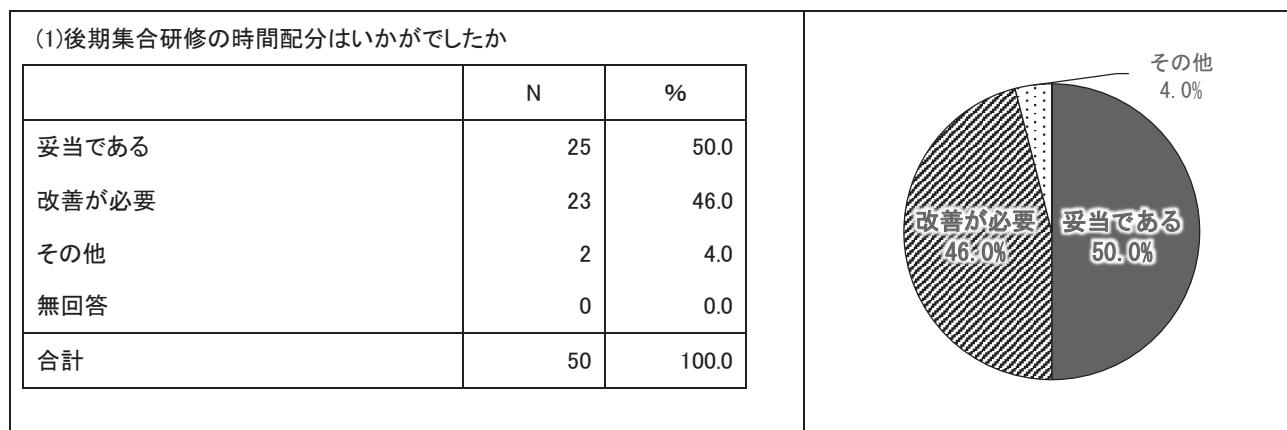 (1)後期集合研修の時間配分はいかがでしたか
N %
妥当である 25 50.0
改善が必要 23 46.0
その他 2 4.0
無回答 0 0.0
合計 50 100.0
その他
4.0%
改善が必要
46.0%
妥当である
50.0%